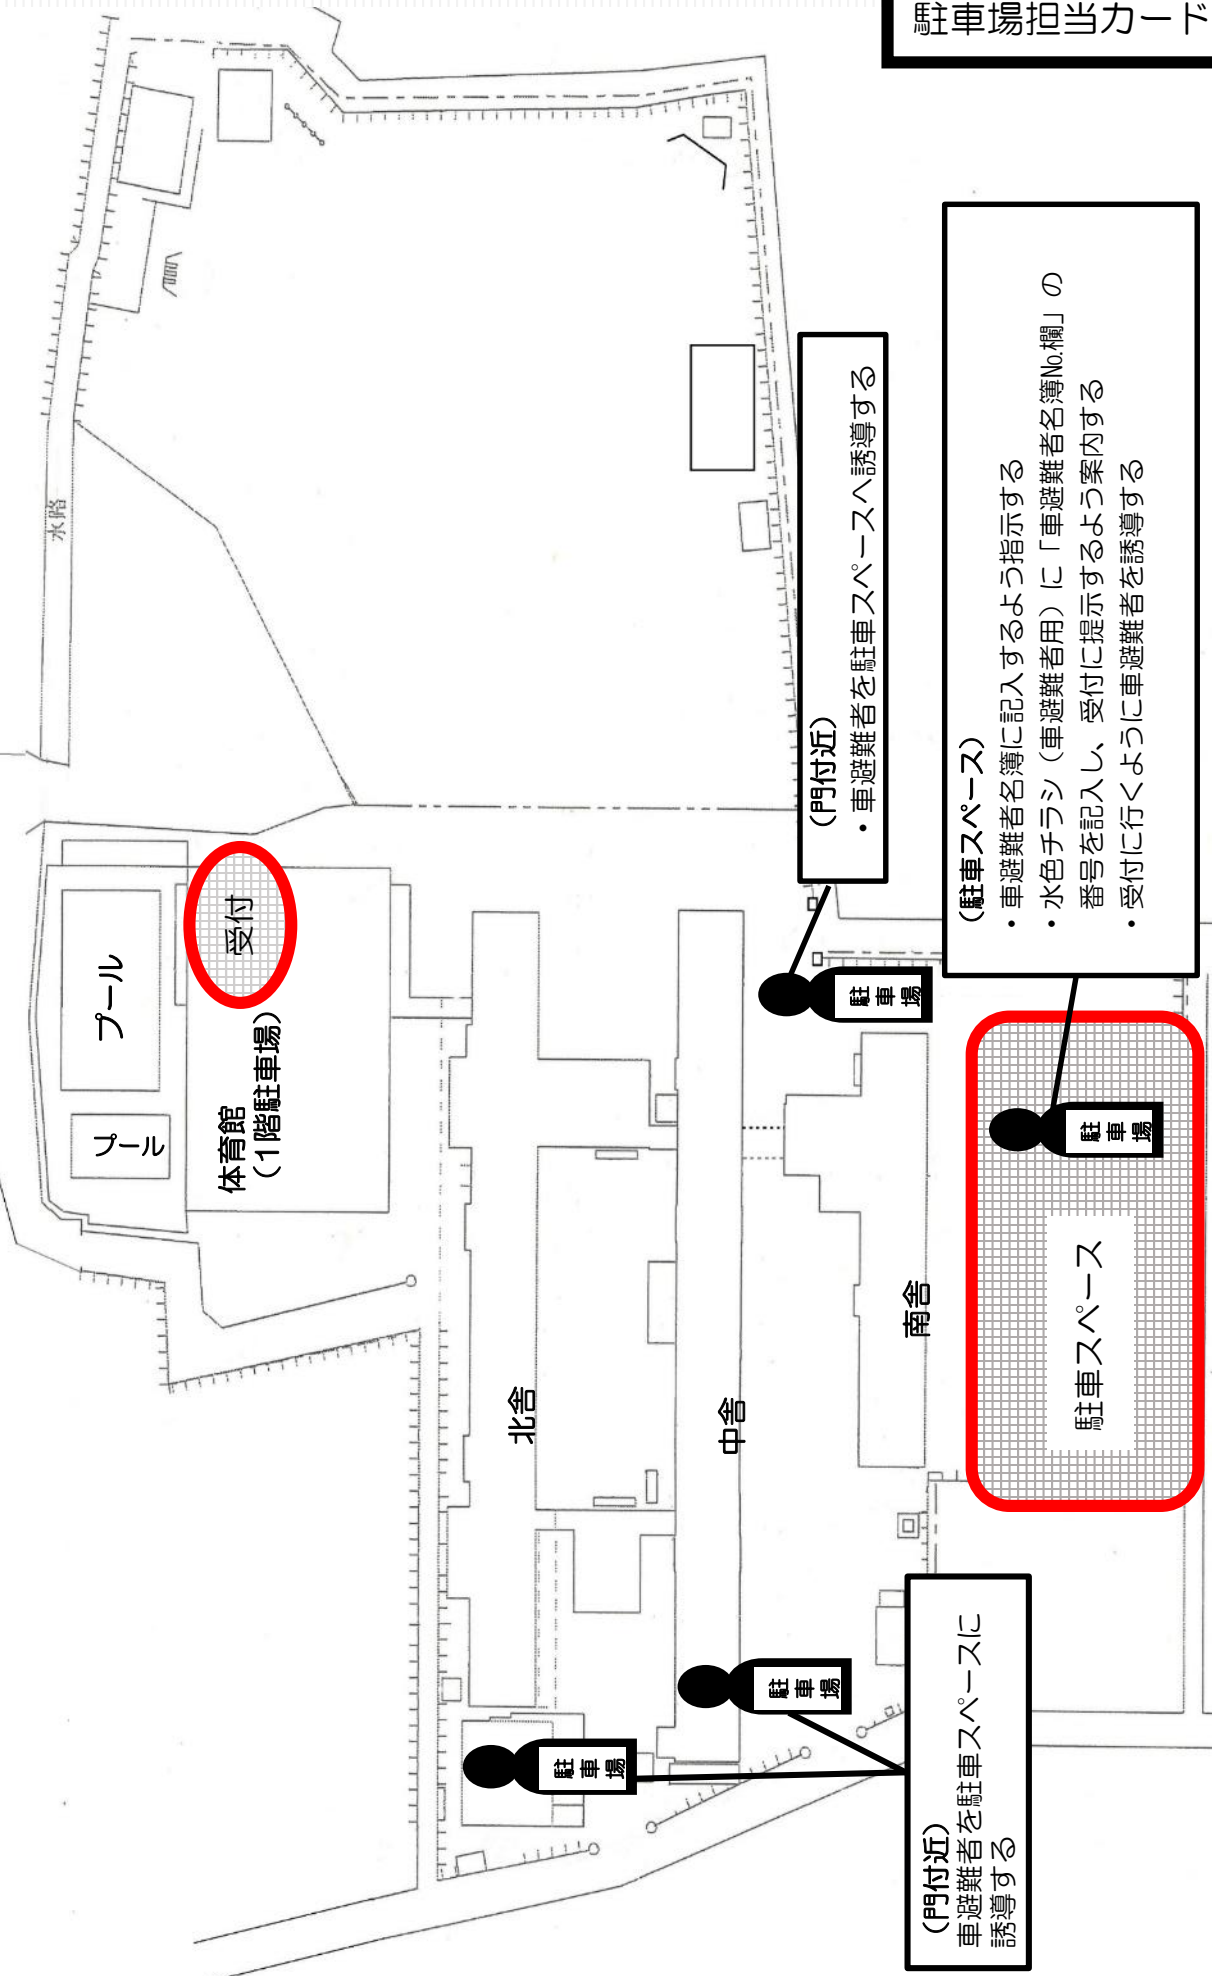 駐車場担当カード
水路
プール
プール
受付
体育館
（1階駐車場）
北舎
中舎
南舎
（門付近）
・車避難者を駐車スペースへ誘導する
駐車場
（駐車スペース）
・車避難者名簿に記入するよう指示する
・水色チラシ（車避難者用）に「車避難者名簿No.欄」の
番号を記入し、受付に提示するよう案内する
・受付に行くように車避難者を誘導する
駐車場
駐車スペース
駐車場
駐車場
（門付近）
車避難者を駐車スペースに
誘導する